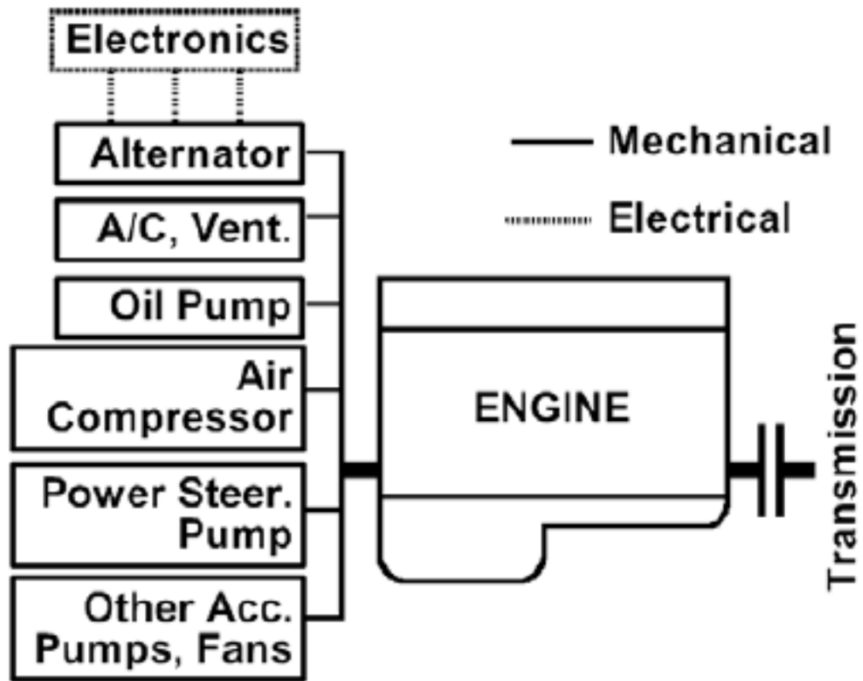 Electronics
Alternator
A/C, Vent.
Oil Pump
Air
Compressor
Power Steer.
Pump
Other Acc.
Pumps, Fans
Mechanical
Electrical
ENGINE
Transmission